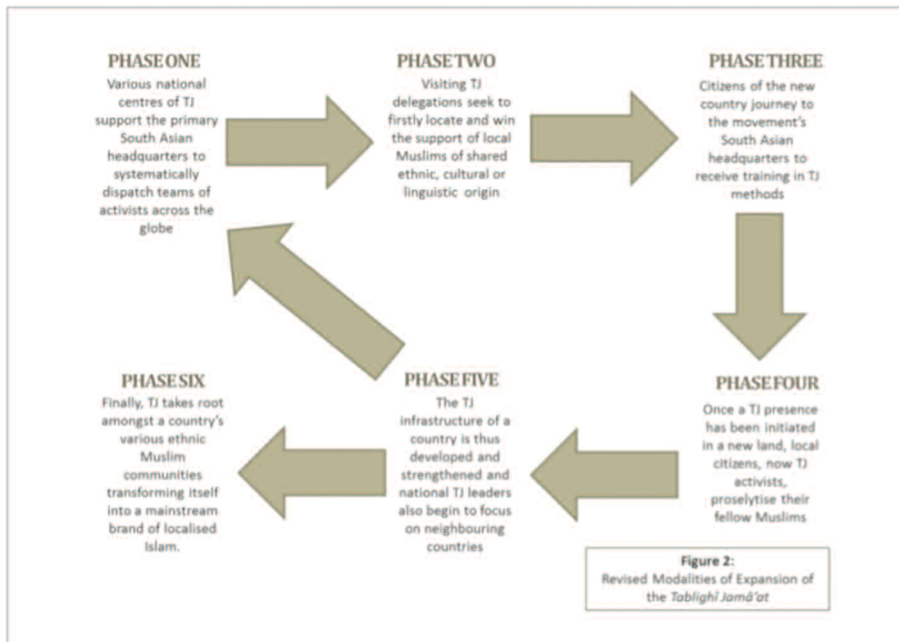 PHASE ONE
Various national
centres of TJ
support the primary
South Asian
headquarters to
systematically
dispatch teams of
activists across the
globe
PHASE TWO
Visiting TJ
delegations seek to
firstly locate and win
the support of local
Muslims of shared
ethnic, cultural or
linguistic origin
PHASE THREE
Citizens of the new
country journey to
the movement's
South Asian
headquarters to
receive training in TJ
methods
PHASE FOUR
Once a TJ presence
has been initiated
in a new land, local
citizens, now TJ
activists,
proselytise their
fellow Muslims
PHASE FIVE
The TJ
infrastructure of a
country is thus
developed and
strengthened and
national TJ leaders
also begin to focus
on neighbouring
countries
PHASE SIX
Finally, TJ takes root
amongst a country's
various ethnic
Muslim
communities
transforming itself
into a mainstream
brand of localised
Islam.
Figure 2:
Revised Modalities of Expansion of
the Tablighī Jamā'at